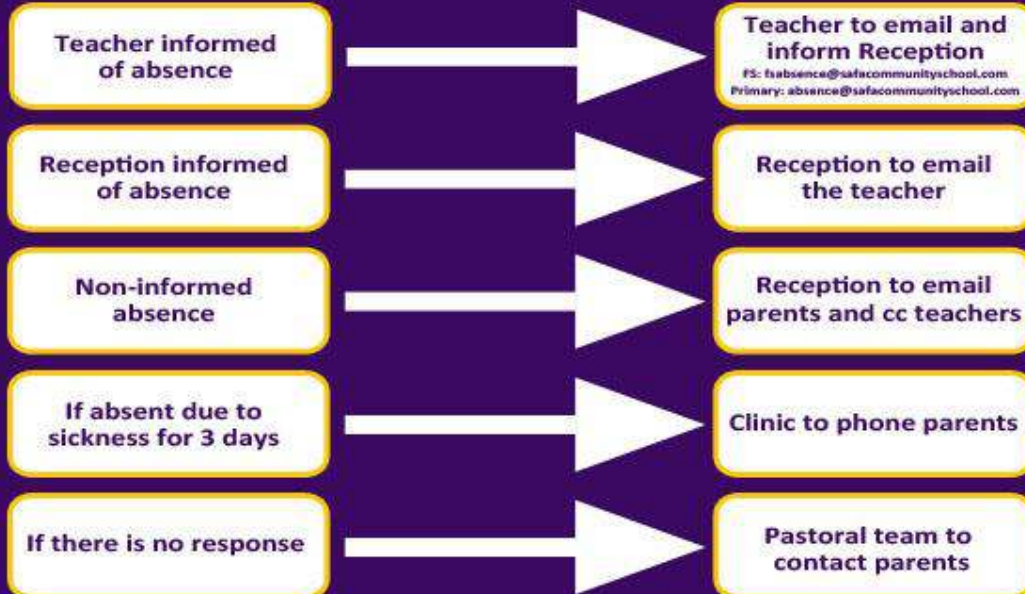 Teacher informed
of absence
Teacher to email and
inform Reception
FS: fsabsence@safacommunityschool.com
Primary: absence@safacommunityschool.com
Reception informed
of absence
Reception to email
the teacher
Non-informed
absence
Reception to email
parents and cc teachers
If absent due to
sickness for 3 days
Clinic to phone parents
If there is no response
Pastoral team to
contact parents